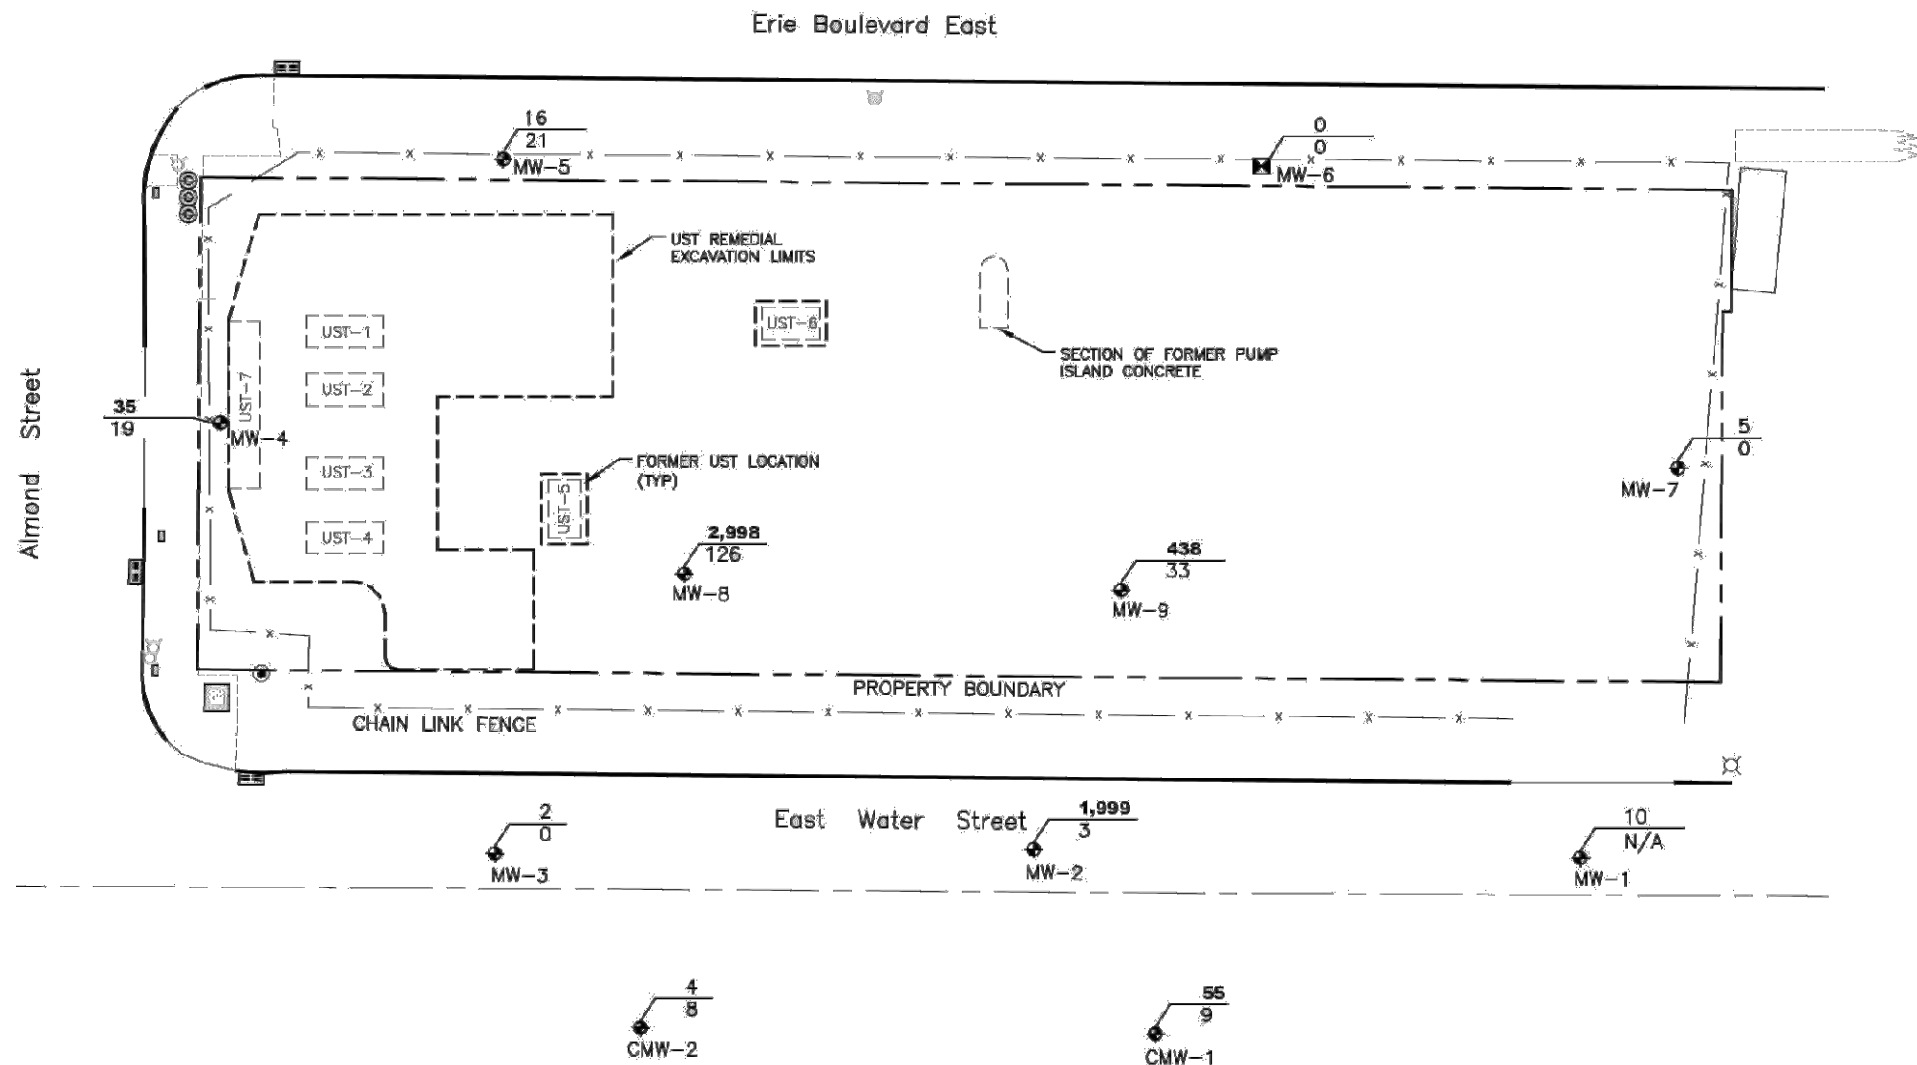 Erie Boulevard East
16
21
MW-5
0
0
MW-6
UST REMEDIAL
EXCAVATION LIMITS
UST-1
UST-6
SECTION OF FORMER PUMP
ISLAND CONCRETE
UST-2
UST-7
Almond Street
35
19
MW-4
5
0
MW-7
UST-3
FORMER UST LOCATION
(TYP)
UST-5
UST-4
2,998
126
MW-8
438
33
MW-9
PROPERTY BOUNDARY
CHAIN LINK FENCE
2
0
MW-3
East Water Street
1,999
3
MW-2
10
N/A
MW-1
4
8
CMW-2
55
9
CMW-1